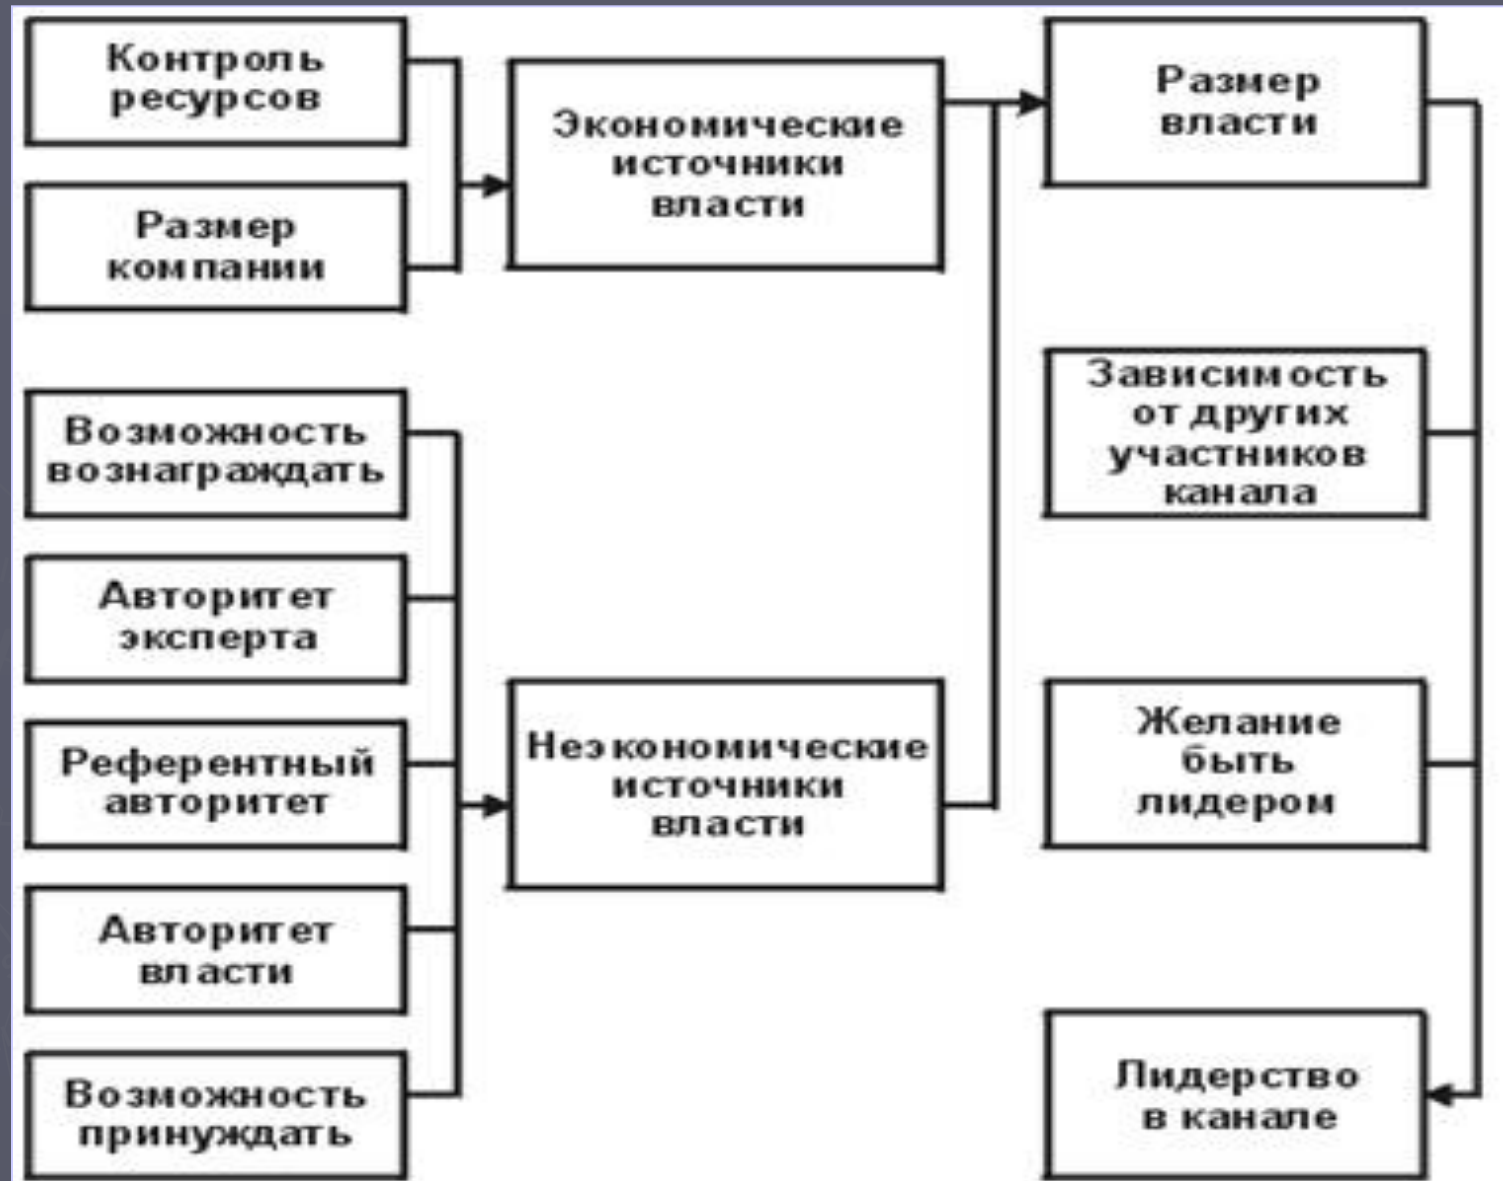 Контроль
ресурсов
Размер
компании
Возможность
вознаграждать
Авторитет
эксперта
Референтный
авторитет
Авторитет
власти
Возможность
принуждать
Экономические
источники
власти
Неэкономические
источники
власти
Размер
власти
Зависимость
от других
участников
канала
Желание
быть
лидером
Лидерство
в канале